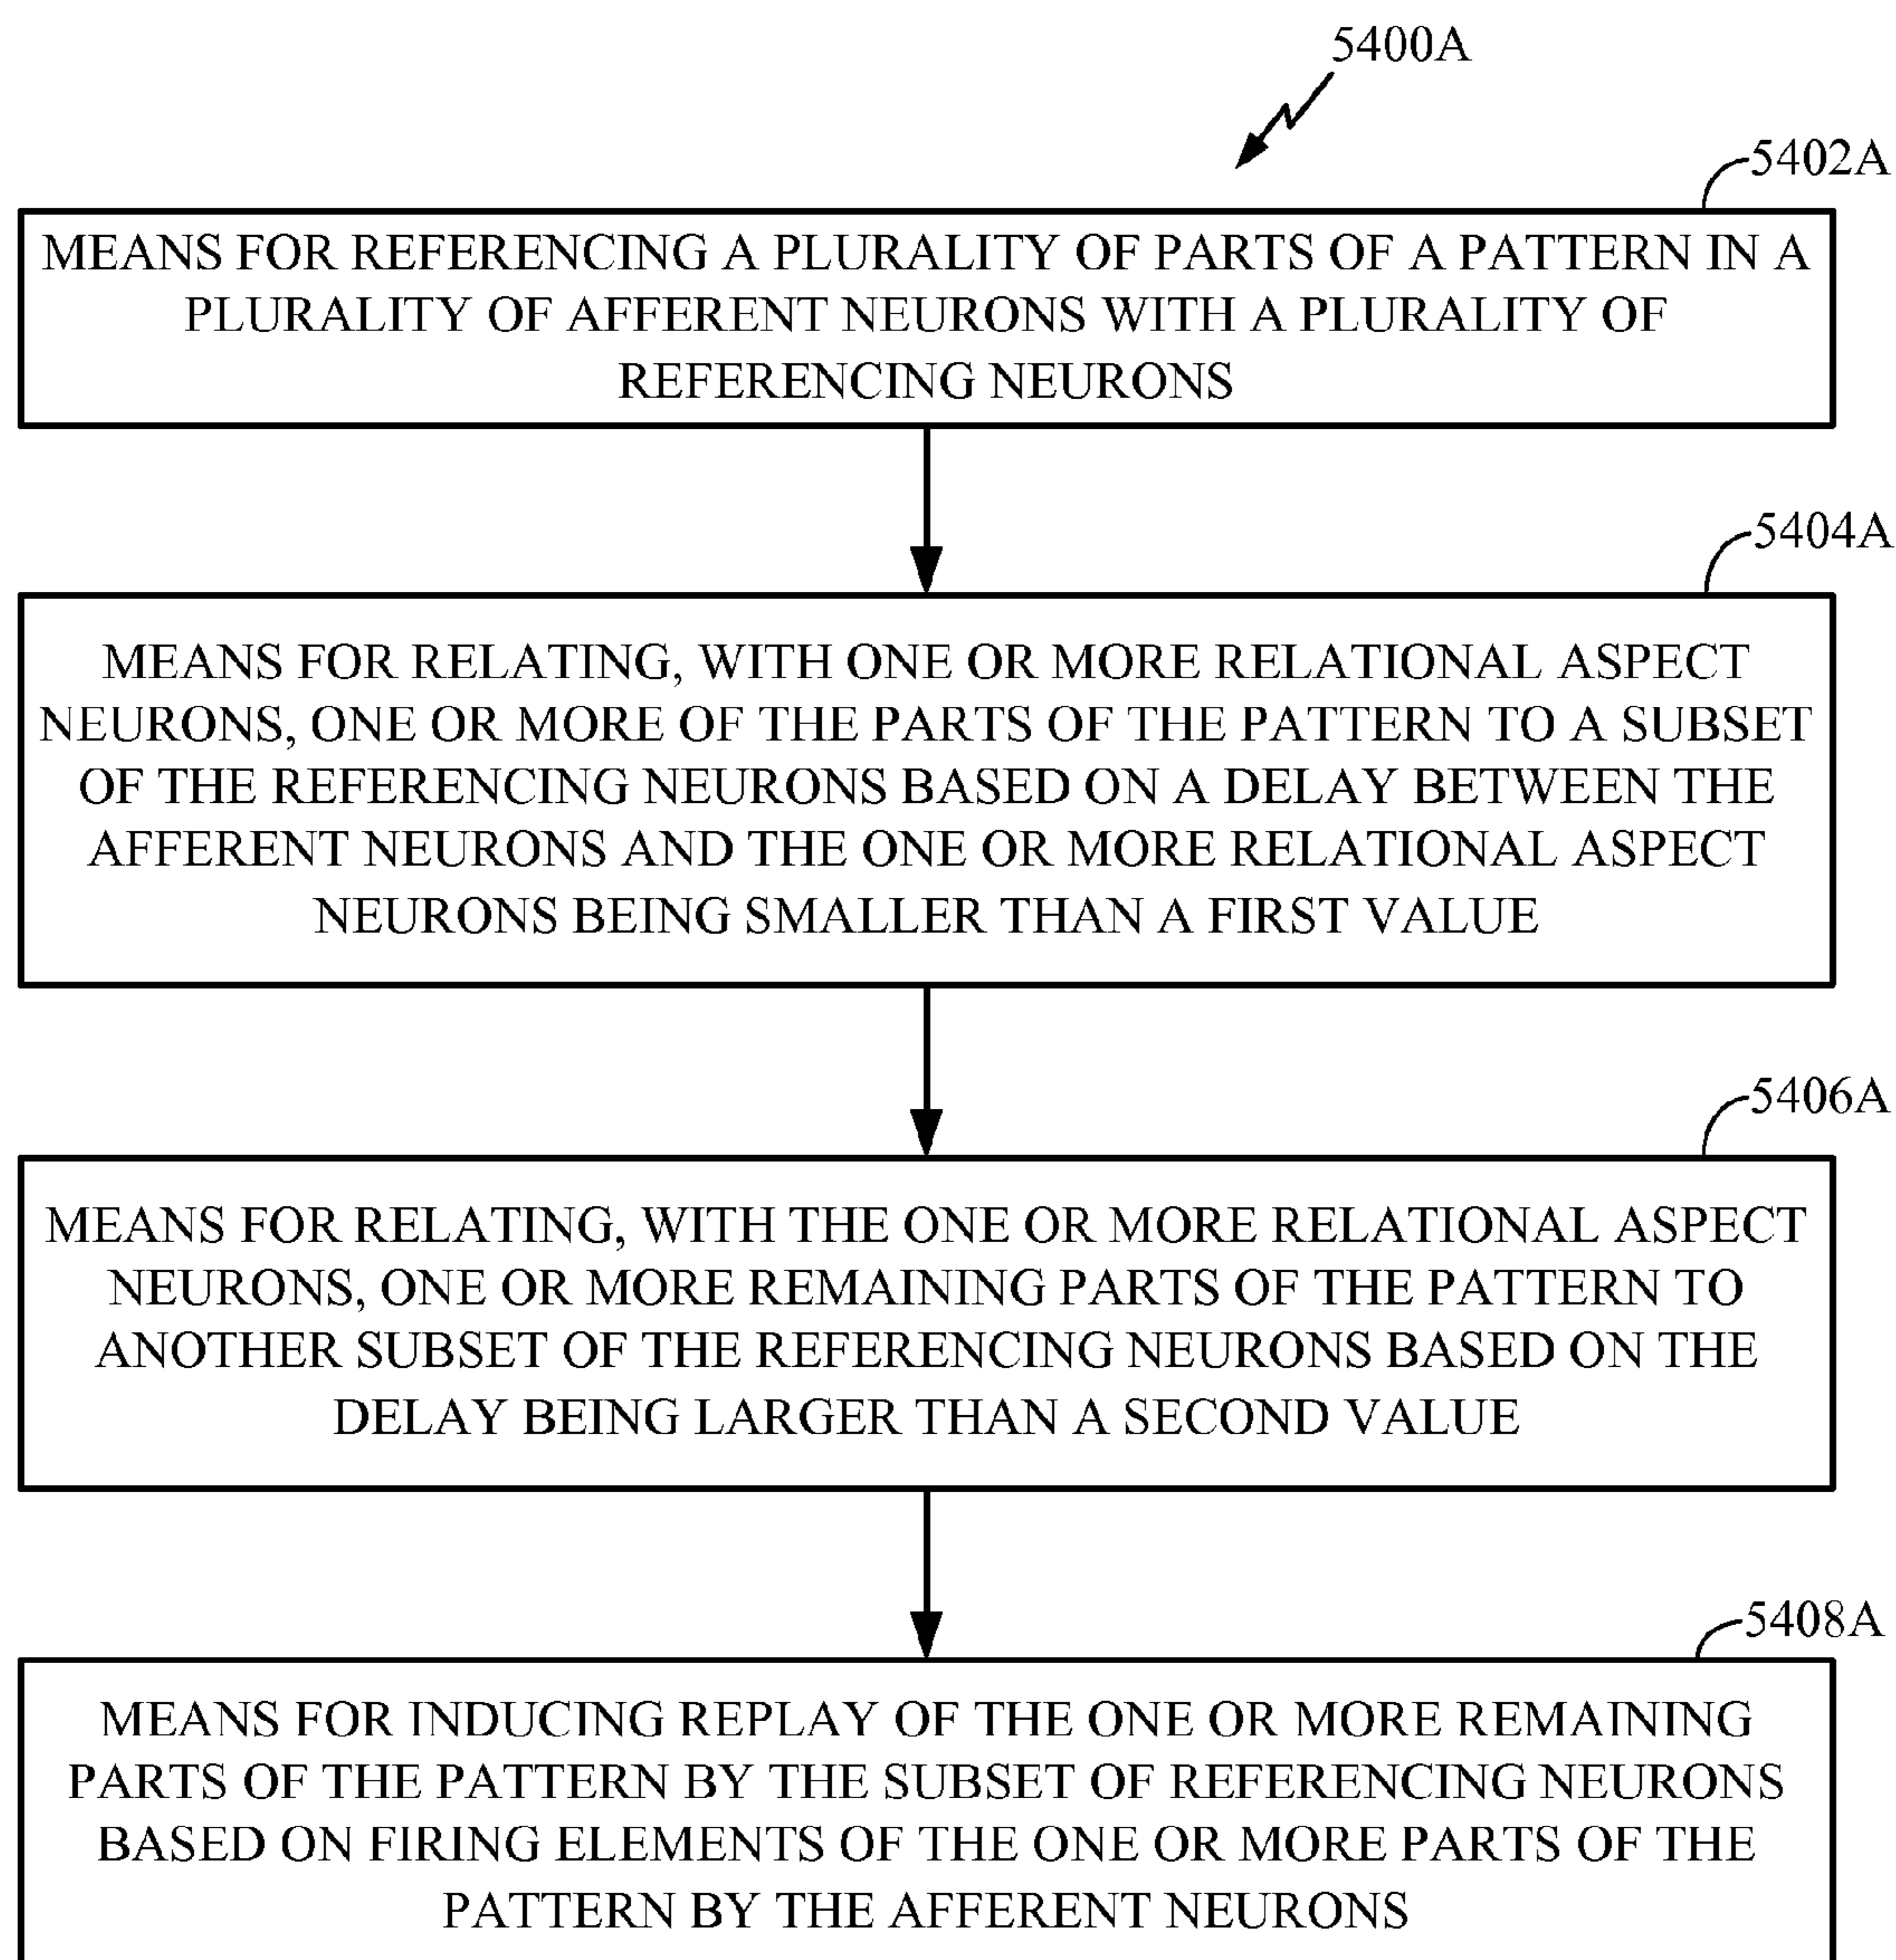 5400A
5402A
MEANS FOR REFERENCING A PLURALITY OF PARTS OF A PATTERN IN A
PLURALITY OF AFFERENT NEURONS WITH A PLURALITY OF
REFERENCING NEURONS
5404A
MEANS FOR RELATING, WITH ONE OR MORE RELATIONAL ASPECT
NEURONS, ONE OR MORE OF THE PARTS OF THE PATTERN TO A SUBSET
OF THE REFERENCING NEURONS BASED ON A DELAY BETWEEN THE
AFFERENT NEURONS AND THE ONE OR MORE RELATIONAL ASPECT
NEURONS BEING SMALLER THAN A FIRST VALUE
5406A
MEANS FOR RELATING, WITH THE ONE OR MORE RELATIONAL ASPECT
NEURONS, ONE OR MORE REMAINING PARTS OF THE PATTERN TO
ANOTHER SUBSET OF THE REFERENCING NEURONS BASED ON THE
DELAY BEING LARGER THAN A SECOND VALUE
5408A
MEANS FOR INDUCING REPLAY OF THE ONE OR MORE REMAINING
PARTS OF THE PATTERN BY THE SUBSET OF REFERENCING NEURONS
BASED ON FIRING ELEMENTS OF THE ONE OR MORE PARTS OF THE
PATTERN BY THE AFFERENT NEURONS